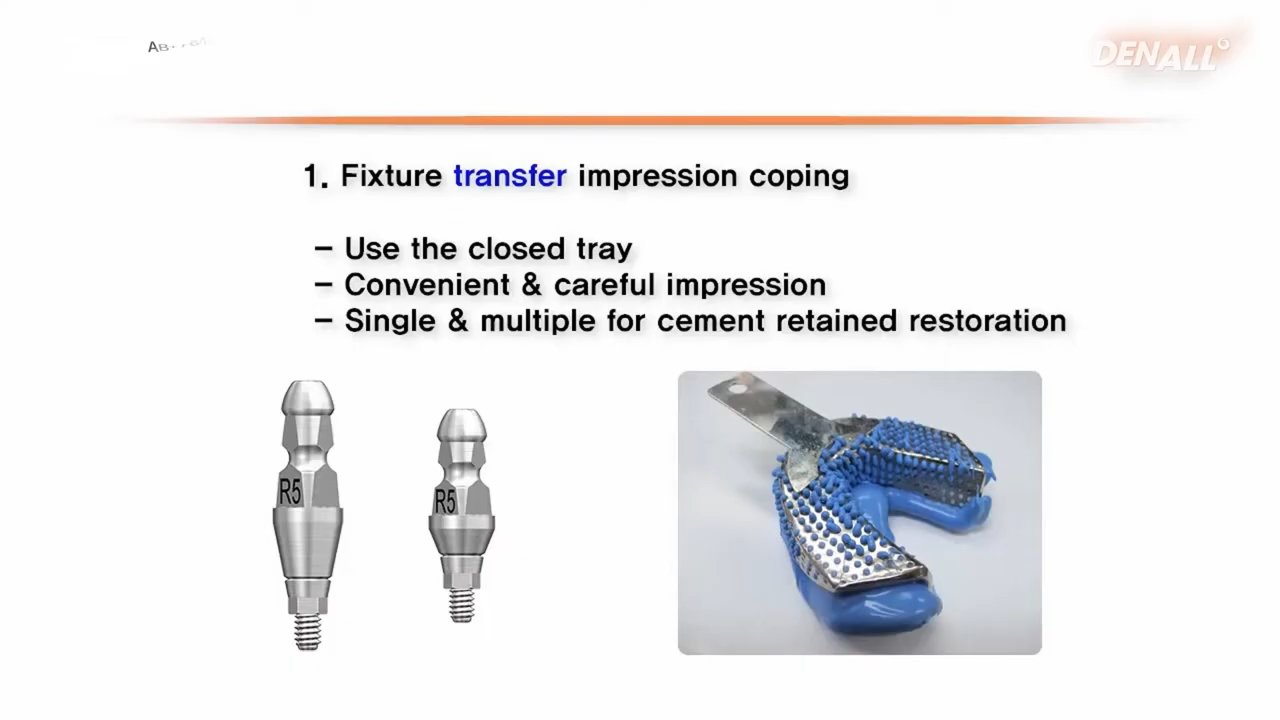 DENALL
1. Fixture transfer impression coping
– Use the closed tray
– Convenient & careful impression
– Single & multiple for cement retained restoration
R5
R5